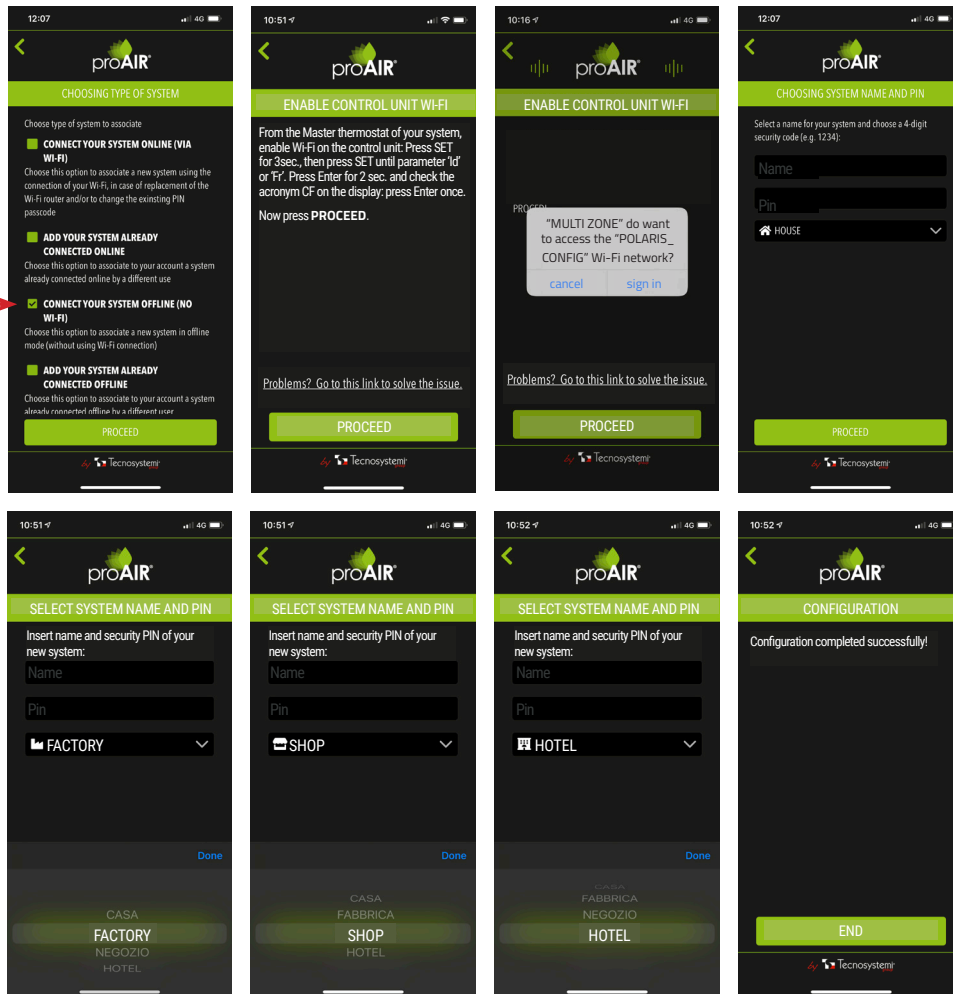 12:07
4G
proAIR®
CHOOSING TYPE OF SYSTEM
Choose type of system to associate
CONNECT YOUR SYSTEM ONLINE (VIA
WI-FI)
Choose this option to associate a new system using the
connection of your Wi-Fi, in case of replacement of the
Wi-Fi router and/or to change the exinsting PIN
passcode
ADD YOUR SYSTEM ALREADY
CONNECTED ONLINE
Choose this option to associate to your account a system
already connected online by a different use
CONNECT YOUR SYSTEM OFFLINE (NO
WI-FI)
Choose this option to associate a new system in offline
mode (without using Wi-Fi connection)
ADD YOUR SYSTEM ALREADY
CONNECTED OFFLINE
Choose this option to associate to your account a system
already connected offline by a different user
PROCEED
by Tecnosystemi
10:51
proAIR®
ENABLE CONTROL UNIT WI-FI
From the Master thermostat of your system,
enable Wi-Fi on the control unit: Press SET
for 3sec., then press SET until parameter 'Id'
or 'Fr'. Press Enter for 2 sec. and check the
acronym CF on the display: press Enter once.
Now press PROCEED.
Problems? Go to this link to solve the issue.
PROCEED
by Tecnosystemi
10:16
4G
proAIR®
ENABLE CONTROL UNIT WI-FI
PROCEDI
"MULTI ZONE" do want
to access the "POLARIS_
CONFIG" Wi-Fi network?
cancel
sign in
Problems? Go to this link to solve the issue.
PROCEED
by Tecnosystemi
12:07
4G
proAIR®
CHOOSING SYSTEM NAME AND PIN
Select a name for your system and choose a 4-digit
security code (e.g. 1234):
Name
Pin
HOUSE
PROCEED
by Tecnosystemi
10:51
4G
proAIR®
SELECT SYSTEM NAME AND PIN
Insert name and security PIN of your
new system:
Name
Pin
FACTORY
Done
CASA
FACTORY
NEGOZIO
HOTEL
10:51
4G
proAIR®
SELECT SYSTEM NAME AND PIN
Insert name and security PIN of your
new system:
Name
Pin
SHOP
Done
CASA
FABBRICA
SHOP
HOTEL
10:52
4G
proAIR®
SELECT SYSTEM NAME AND PIN
Insert name and security PIN of your
new system:
Name
Pin
HOTEL
Done
CASA
FABBRICA
NEGOZIO
HOTEL
10:52
4G
proAIR®
CONFIGURATION
Configuration completed successfully!
END
by Tecnosystemi